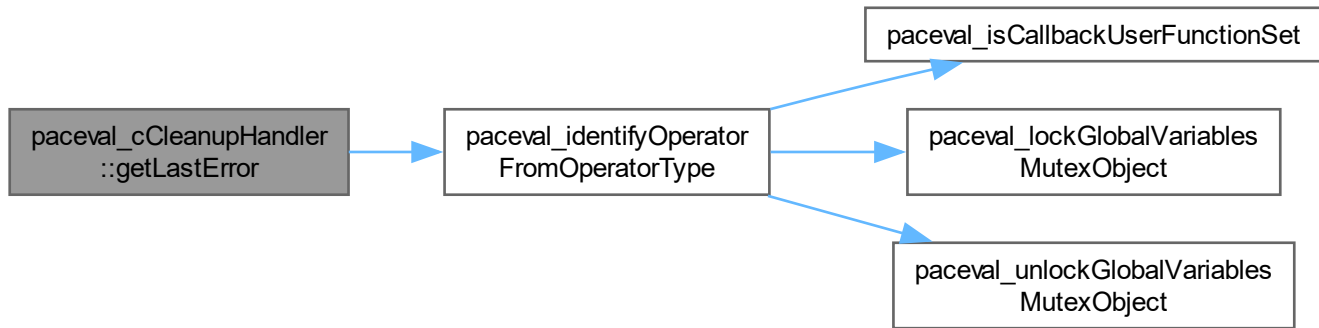 paceval_cCleanupHandler
::getLastError
paceval_identifyOperator
FromOperatorType
paceval_isCallbackUserFunctionSet
paceval_lockGlobalVariables
MutexObject
paceval_unlockGlobalVariables
MutexObject